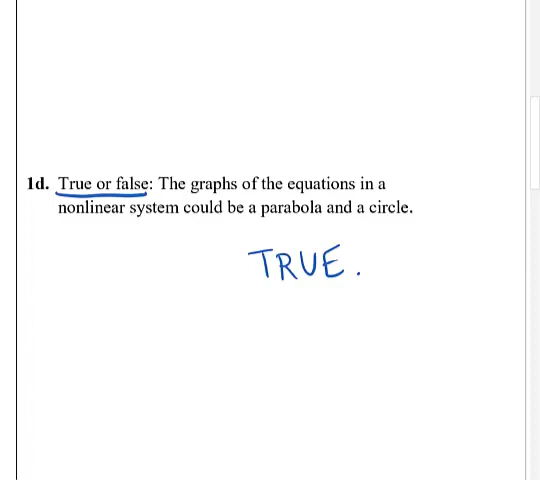 1d. True or false: The graphs of the equations in a
nonlinear system could be a parabola and a circle.
TRUE.